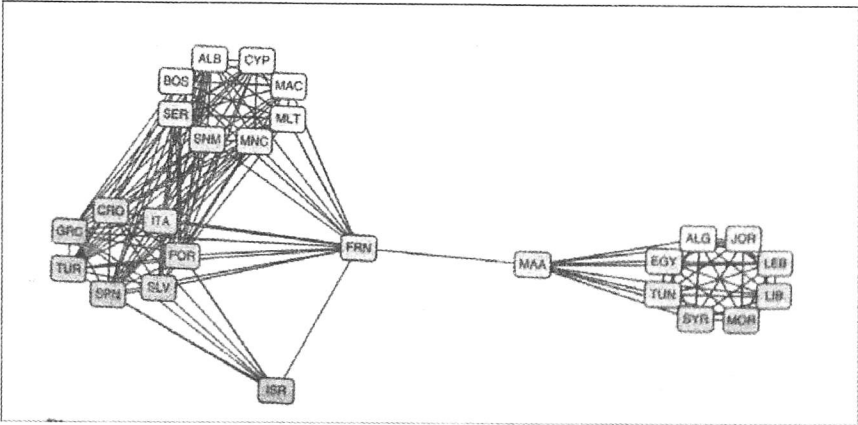 ALB CYP
BOS MAC
SER MLT
SNM MNC
CRO ITA
GRC
POR FRN
TUR
SPN SLV
ISR
MAA
ALG JOR
EGY LEB
TUN LIB
SYR MOR